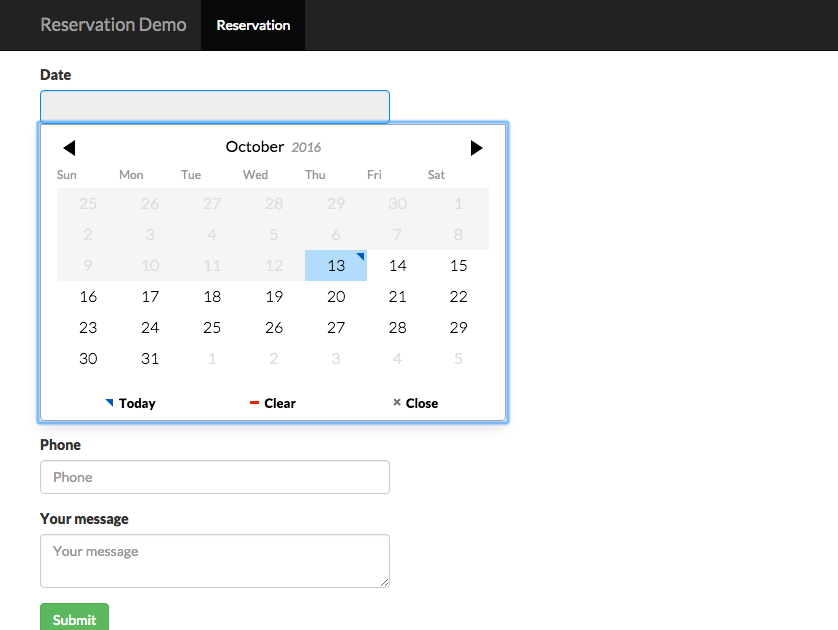 Reservation Demo Reservation
Date
October 2016
Sun Mon Tue Wed Thu Fri Sat
25 26 27 28 29 30 1
2 3 4 5 6 7 8
9 10 11 12 13 14 15
16 17 18 19 20 21 22
23 24 25 26 27 28 29
30 31 1 2 3 4 5
Today Clear × Close
Phone
Phone
Your message
Your message
Submit